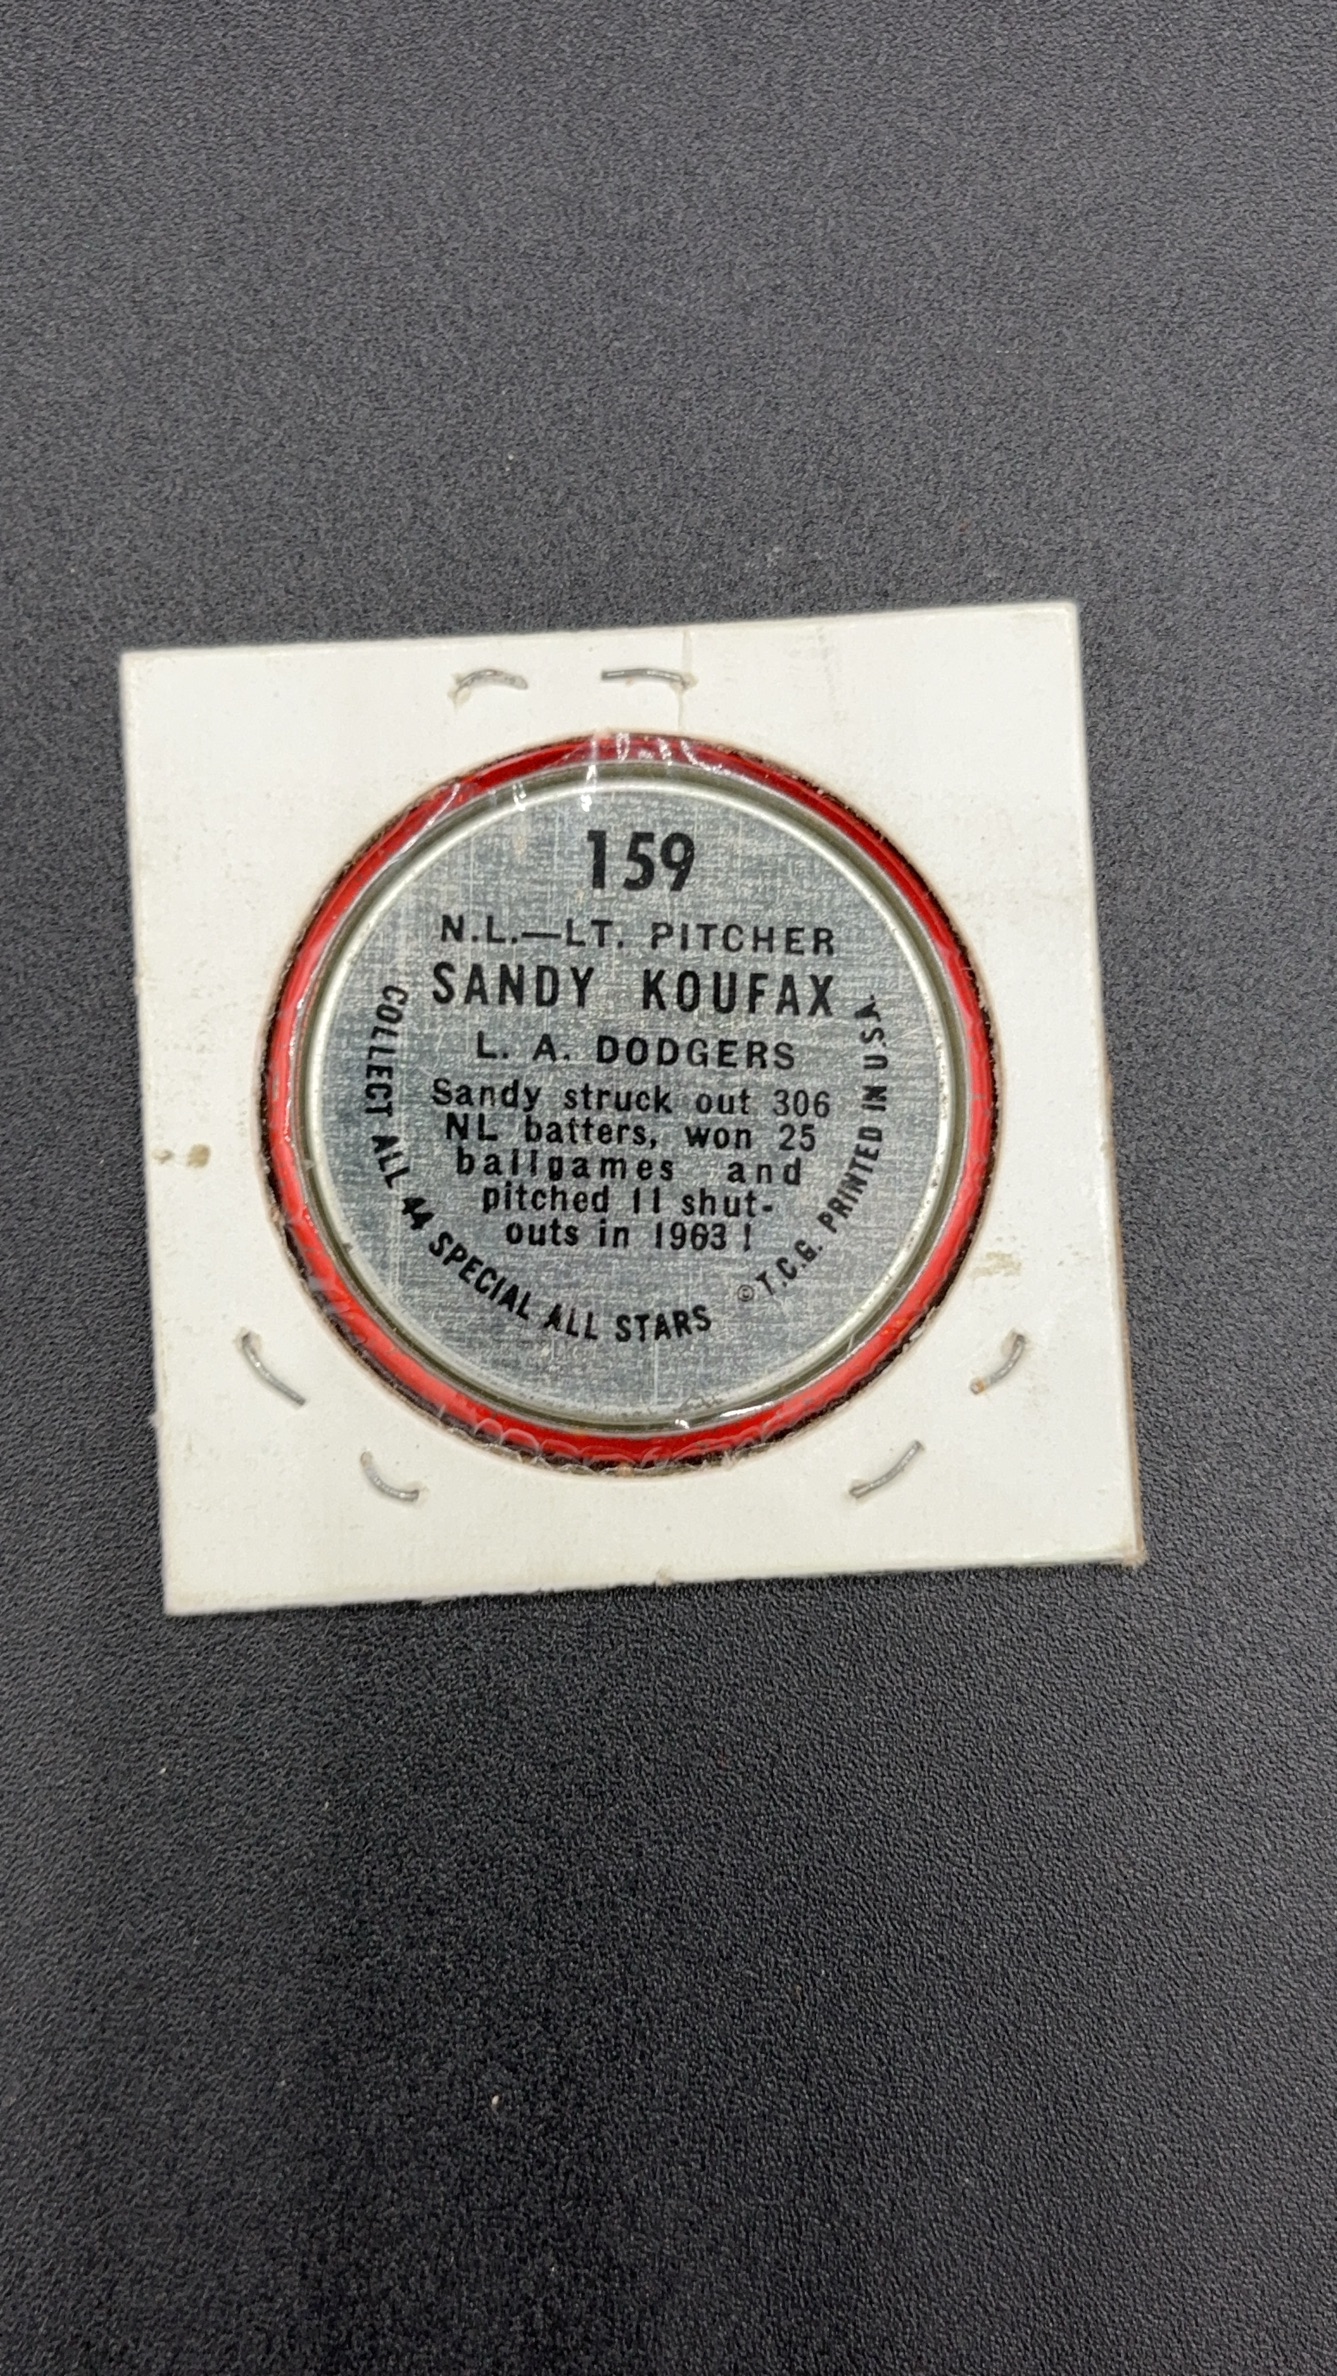 159
N.L.—LT. PITCHER
SANDY KOUFAX
L. A. DODGERS
Sandy struck out 306
NL batters, won 25
ballgames and
pitched 11 shut-
outs in 1963!
COLLECT ALL 44 SPECIAL ALL STARS
© T.C.G. PRINTED IN U.S.A.